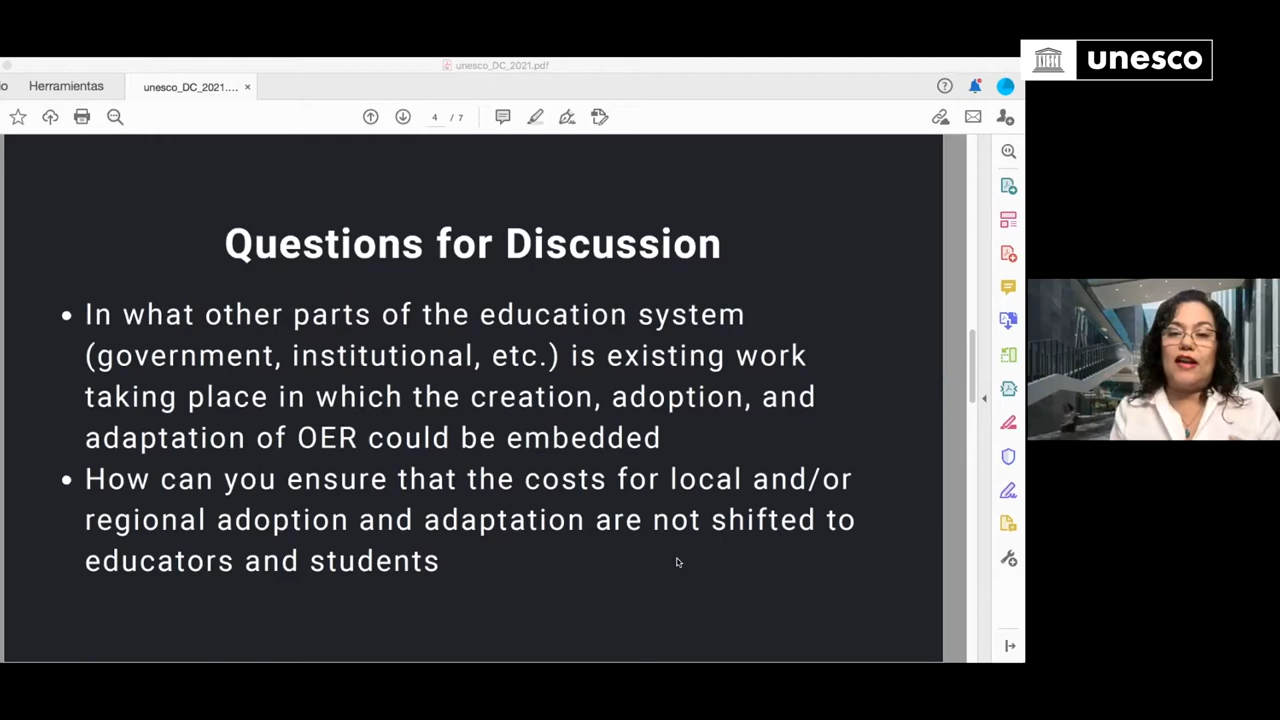 unesco_DC_2021.pdf
unesco
io
Herramientas
unesco_DC_2021.... ×
4 / 7
Questions for Discussion
• In what other parts of the education system
(government, institutional, etc.) is existing work
taking place in which the creation, adoption, and
adaptation of OER could be embedded
• How can you ensure that the costs for local and/or
regional adoption and adaptation are not shifted to
educators and students